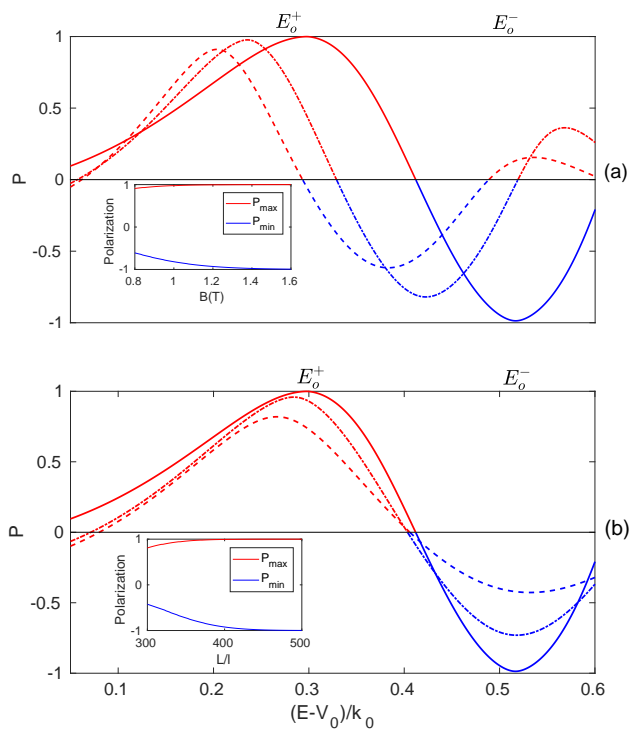 E_o^+ E_o^-
1
0.5
0
-0.5
-1
P
(a)
1
0
-1
Polarization
P_max
P_min
0.8 1 1.2 1.4 1.6
B(T)
E_o^+ E_o^-
1
0.5
0
-0.5
-1
P
(b)
1
0
-1
Polarization
P_max
P_min
300 400 500
L/l
0.1 0.2 0.3 0.4 0.5 0.6
(E-V_0)/k_0